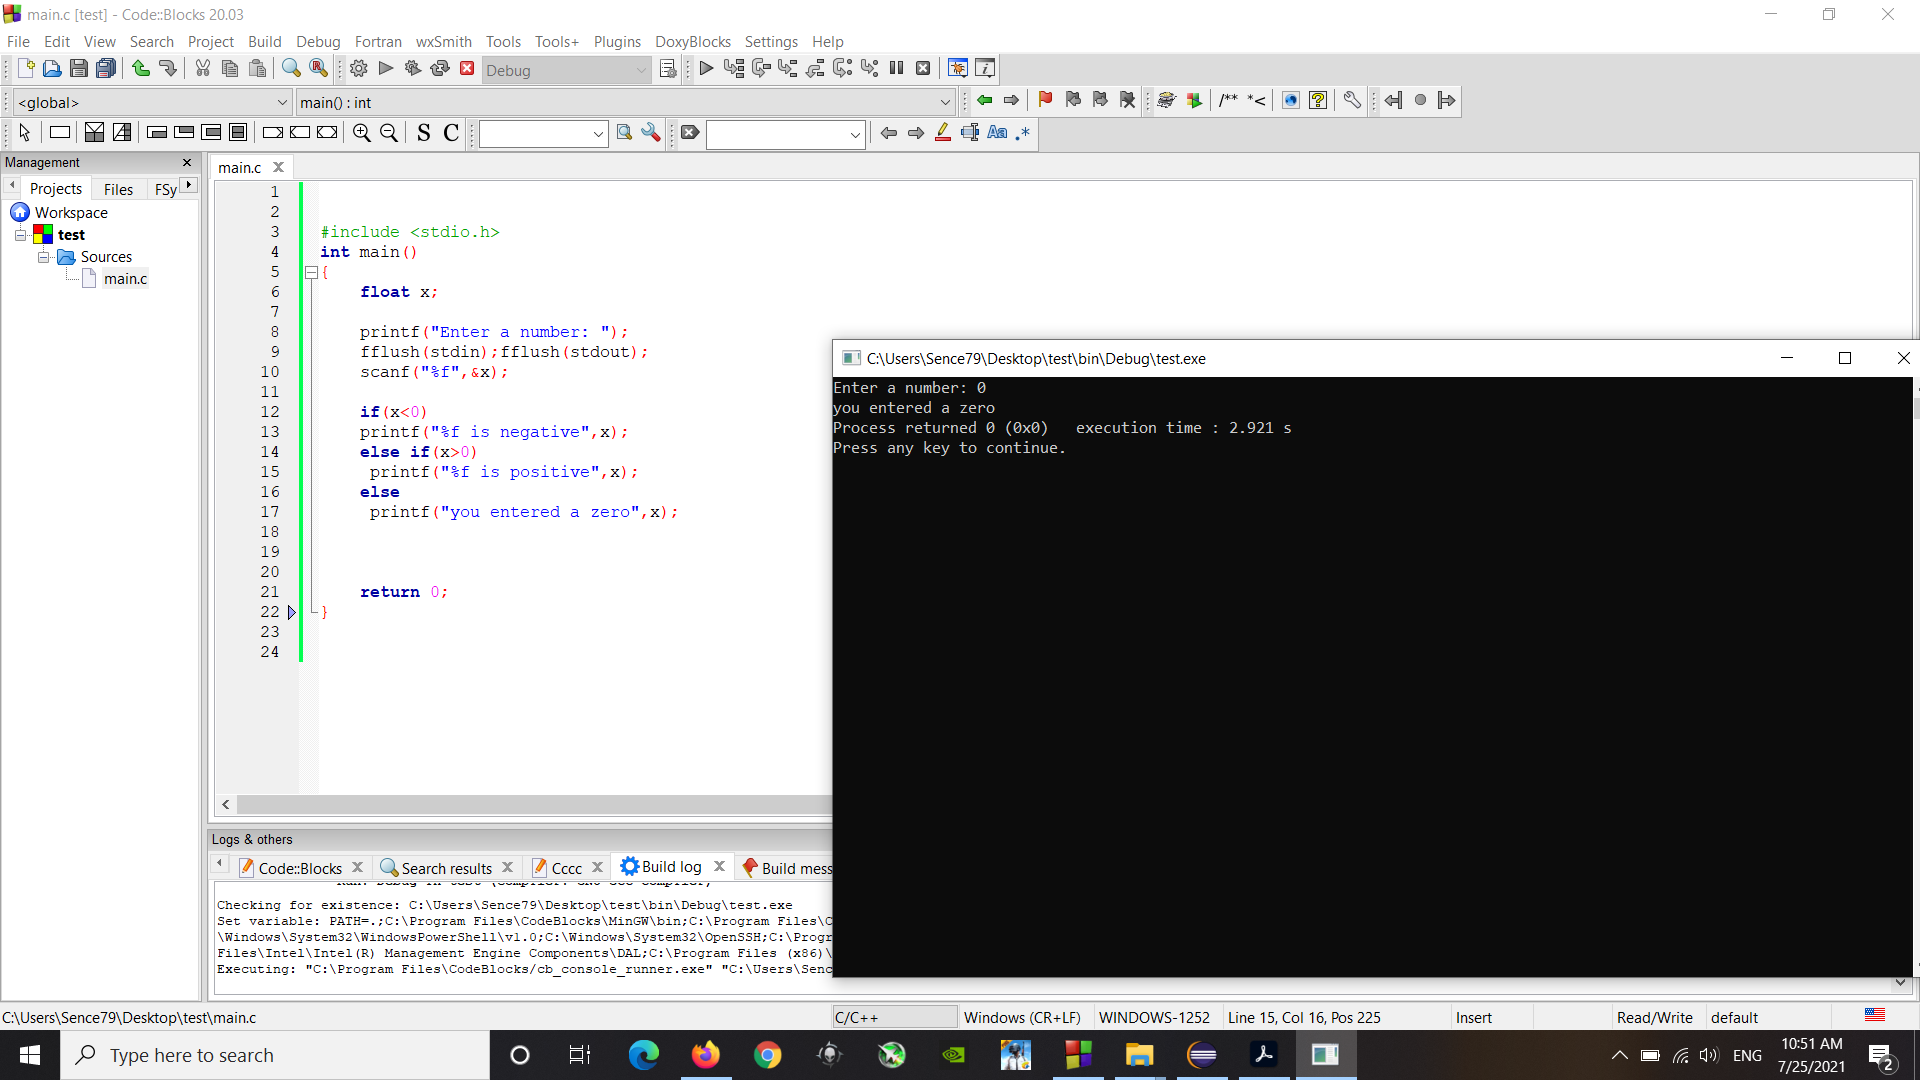 main.c [test] - Code::Blocks 20.03
File Edit View Search Project Build Debug Fortran wxSmith Tools Tools+ Plugins DoxyBlocks Settings Help
Debug
<global> main() : int
/** *<
S C Aa .*
Management
Projects Files FSy
Workspace
test
Sources
main.c
main.c
1
2
3 #include <stdio.h>
4 int main()
5 {
6 float x;
7
8 printf("Enter a number: ");
9 fflush(stdin);fflush(stdout);
10 scanf("%f",&x);
11
12 if(x<0)
13 printf("%f is negative",x);
14 else if(x>0)
15 printf("%f is positive",x);
16 else
17 printf("you entered a zero",x);
18
19
20
21 return 0;
22 }
23
24
C:\Users\Sence79\Desktop\test\bin\Debug\test.exe
Enter a number: 0
you entered a zero
Process returned 0 (0x0) execution time : 2.921 s
Press any key to continue.
Logs & others
Code::Blocks Search results Cccc Build log Build mess
Checking for existence: C:\Users\Sence79\Desktop\test\bin\Debug\test.exe
Set variable: PATH=.;C:\Program Files\CodeBlocks\MinGW\bin;C:\Program Files\C
\Windows\System32\WindowsPowerShell\v1.0;C:\Windows\System32\OpenSSH;C:\Progr
Files\Intel\Intel(R) Management Engine Components\DAL;C:\Program Files (x86)\
Executing: "C:\Program Files\CodeBlocks/cb_console_runner.exe" "C:\Users\Senc
C:\Users\Sence79\Desktop\test\main.c C/C++ Windows (CR+LF) WINDOWS-1252 Line 15, Col 16, Pos 225 Insert Read/Write default
Type here to search
ENG
10:51 AM
7/25/2021
2